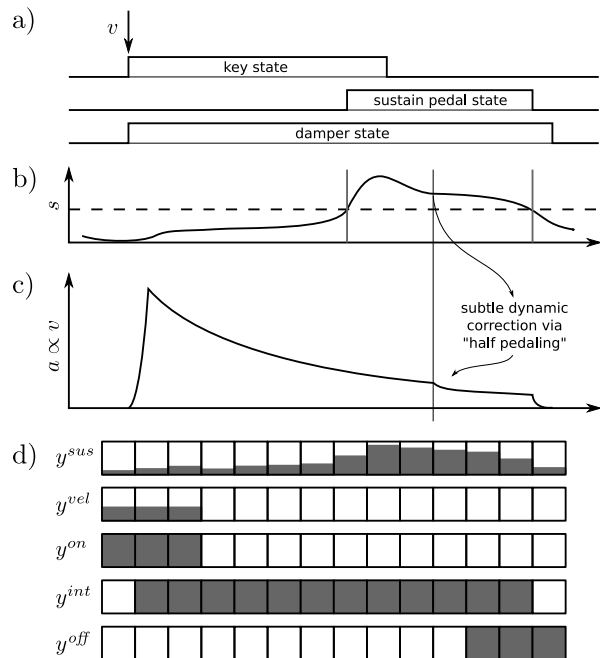 a)
v
key state
sustain pedal state
damper state
b)
s
c)
a ∝ v
subtle dynamic
correction via
"half pedaling"
d)
y^sus
y^vel
y^on
y^int
y^off